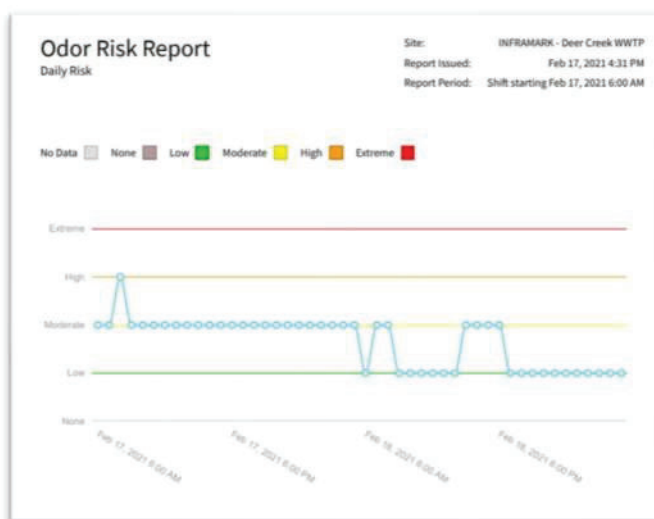 Odor Risk Report
Daily Risk
Site: INFRAMARK - Deer Creek WWTP
Report Issued: Feb 17, 2021 4:31 PM
Report Period: Shift starting Feb 17, 2021 6:00 AM
No Data None Low Moderate High Extreme
Extreme
High
Moderate
Low
None
Feb 17, 2021 6:00 AM
Feb 17, 2021 6:00 PM
Feb 18, 2021 6:00 AM
Feb 18, 2021 6:00 PM